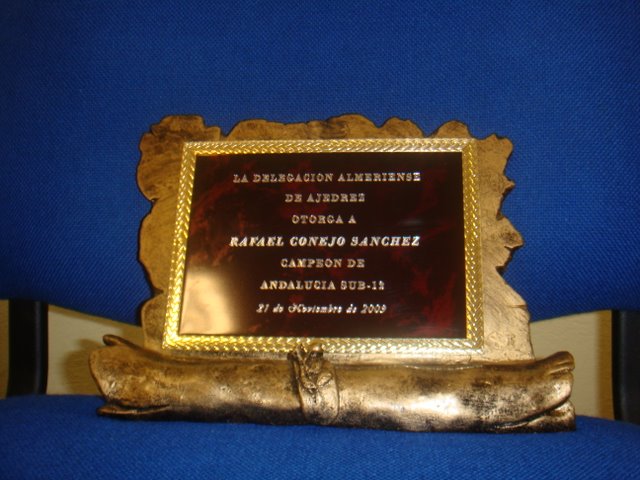 LA DELEGACION ALMERIENSE
DE AJEDREZ
OTORGA A
RAFAEL CONEJO SANCHEZ
CAMPEON DE
ANDALUCIA SUB-12
21 de Noviembre de 2009